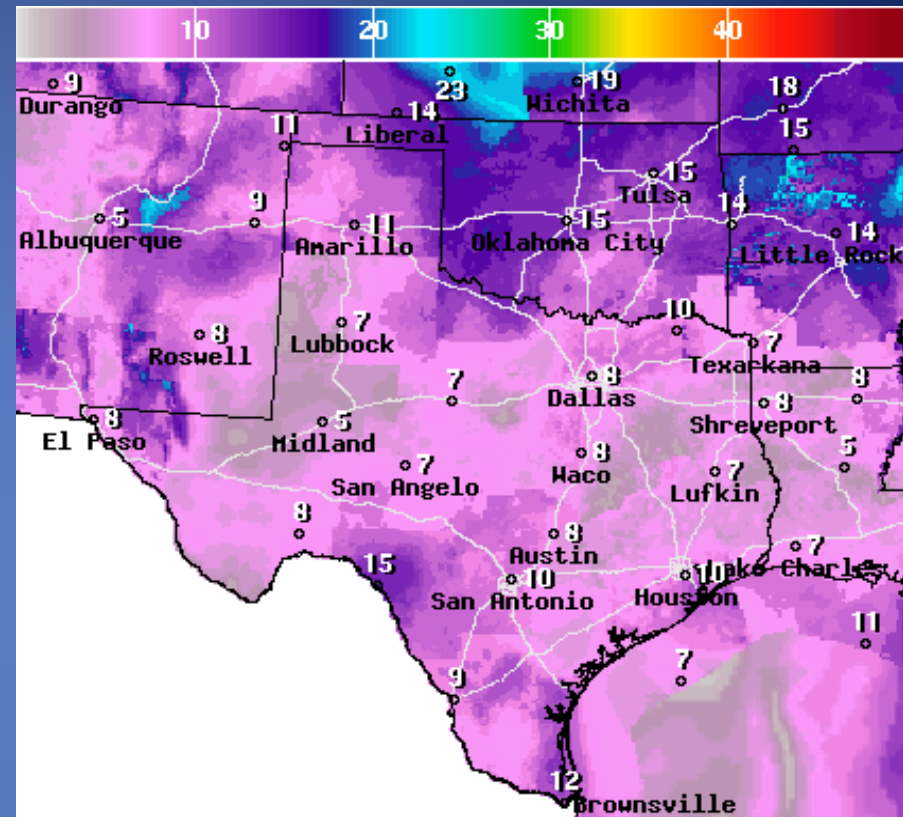 10 20 30 40
9
Durango
23
19
Wichita
18
14
Liberal
11
15
15
Tulsa
5
Albuquerque
9
11
Amarillo
15
Oklahoma City
14
14
Little Rock
8
Roswell
7
Lubbock
10
7
Texarkana
8
Dallas
7
8
8
Shreveport
8
El Paso
5
Midland
7
San Angelo
8
Waco
7
Lufkin
5
8
8
Austin
7
Lake Charles
15
10
San Antonio
10
Houston
11
7
9
12
Brownsville